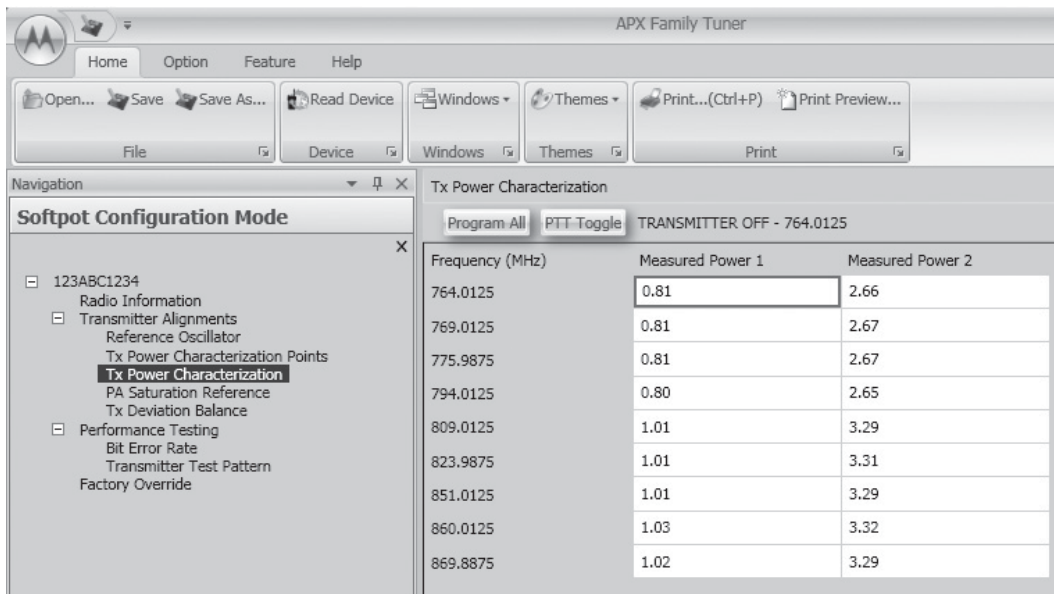 APX Family Tuner
Home Option Feature Help
Open... Save Save As... Read Device Windows Themes Print...(Ctrl+P) Print Preview...
File Device Windows Themes Print
Navigation
Softpot Configuration Mode
123ABC1234
Radio Information
Transmitter Alignments
Reference Oscillator
Tx Power Characterization Points
Tx Power Characterization
PA Saturation Reference
Tx Deviation Balance
Performance Testing
Bit Error Rate
Transmitter Test Pattern
Factory Override
Tx Power Characterization
Program All PTT Toggle TRANSMITTER OFF - 764.0125
Frequency (MHz) Measured Power 1 Measured Power 2
764.0125 0.81 2.66
769.0125 0.81 2.67
775.9875 0.81 2.67
794.0125 0.80 2.65
809.0125 1.01 3.29
823.9875 1.01 3.31
851.0125 1.01 3.29
860.0125 1.03 3.32
869.8875 1.02 3.29